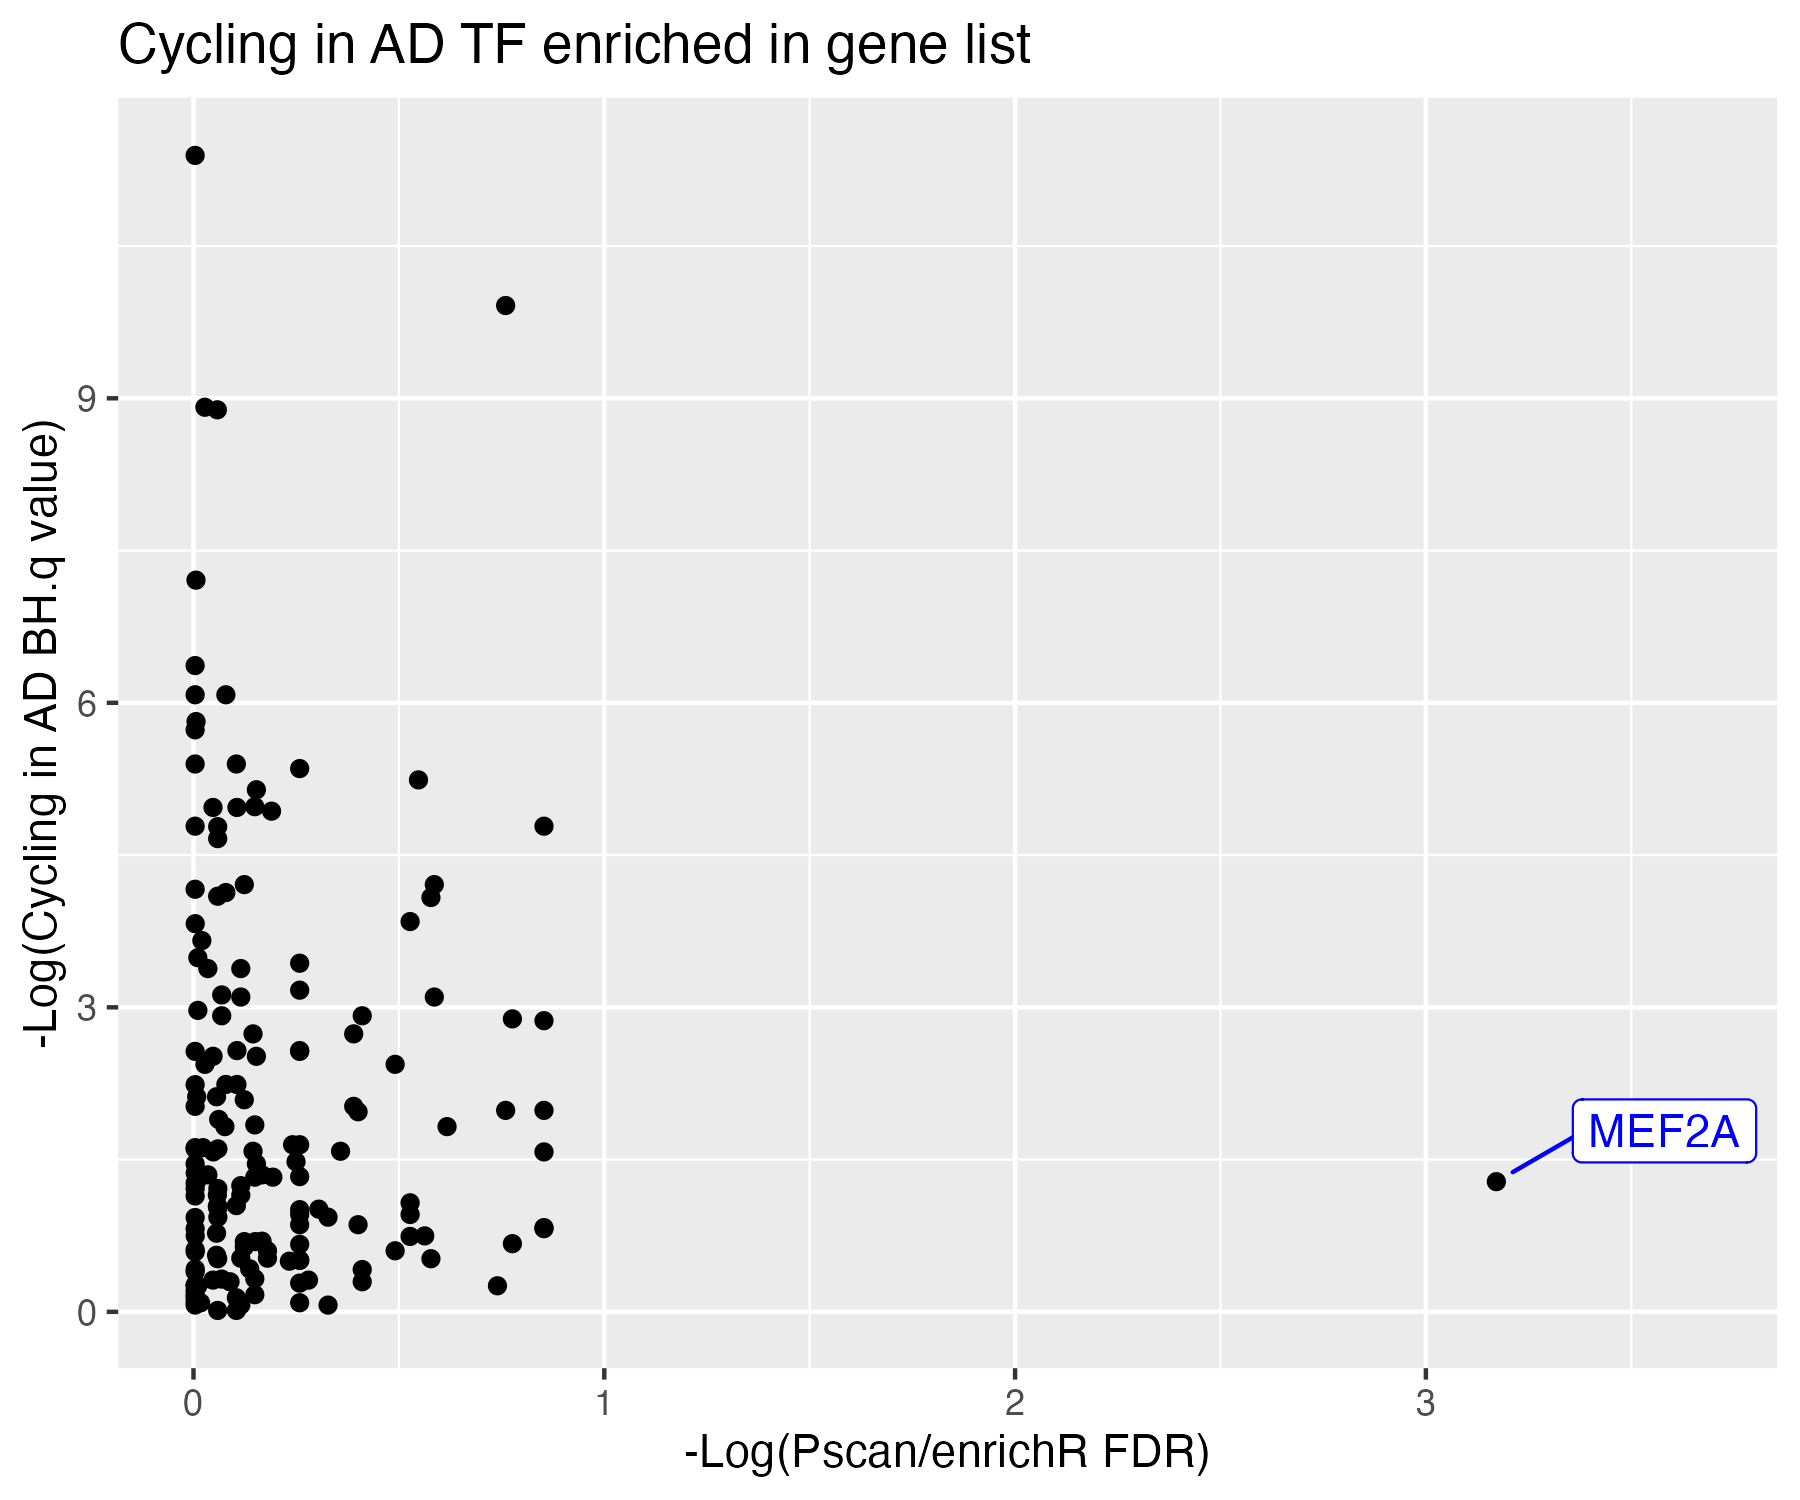 Cycling in AD TF enriched in gene list
-Log(Cycling in AD BH.q value)
9
6
3
0
MEF2A
0 1 2 3
-Log(Pscan/enrichR FDR)